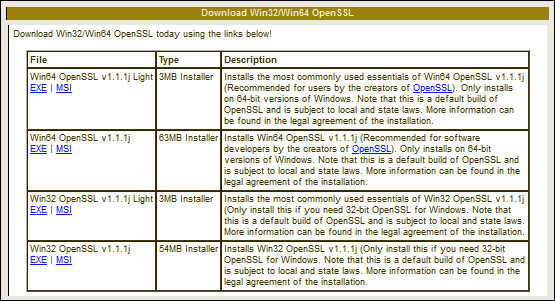 Download Win32/Win64 OpenSSL
Download Win32/Win64 OpenSSL today using the links below!
File Type Description
Win64 OpenSSL v1.1.1j Light 3MB Installer Installs the most commonly used essentials of Win64 OpenSSL v1.1.1j
EXE | MSI (Recommended for users by the creators of OpenSSL). Only installs
on 64-bit versions of Windows. Note that this is a default build of
OpenSSL and is subject to local and state laws. More information can
be found in the legal agreement of the installation.
Win64 OpenSSL v1.1.1j 63MB Installer Installs Win64 OpenSSL v1.1.1j (Recommended for software
EXE | MSI developers by the creators of OpenSSL). Only installs on 64-bit
versions of Windows. Note that this is a default build of OpenSSL and
is subject to local and state laws. More information can be found in the
legal agreement of the installation.
Win32 OpenSSL v1.1.1j Light 3MB Installer Installs the most commonly used essentials of Win32 OpenSSL v1.1.1j
EXE | MSI (Only install this if you need 32-bit OpenSSL for Windows. Note that
this is a default build of OpenSSL and is subject to local and state laws.
More information can be found in the legal agreement of the installation.
Win32 OpenSSL v1.1.1j 54MB Installer Installs Win32 OpenSSL v1.1.1j (Only install this if you need 32-bit
EXE | MSI OpenSSL for Windows. Note that this is a default build of OpenSSL and
is subject to local and state laws. More information can be found in the
legal agreement of the installation.